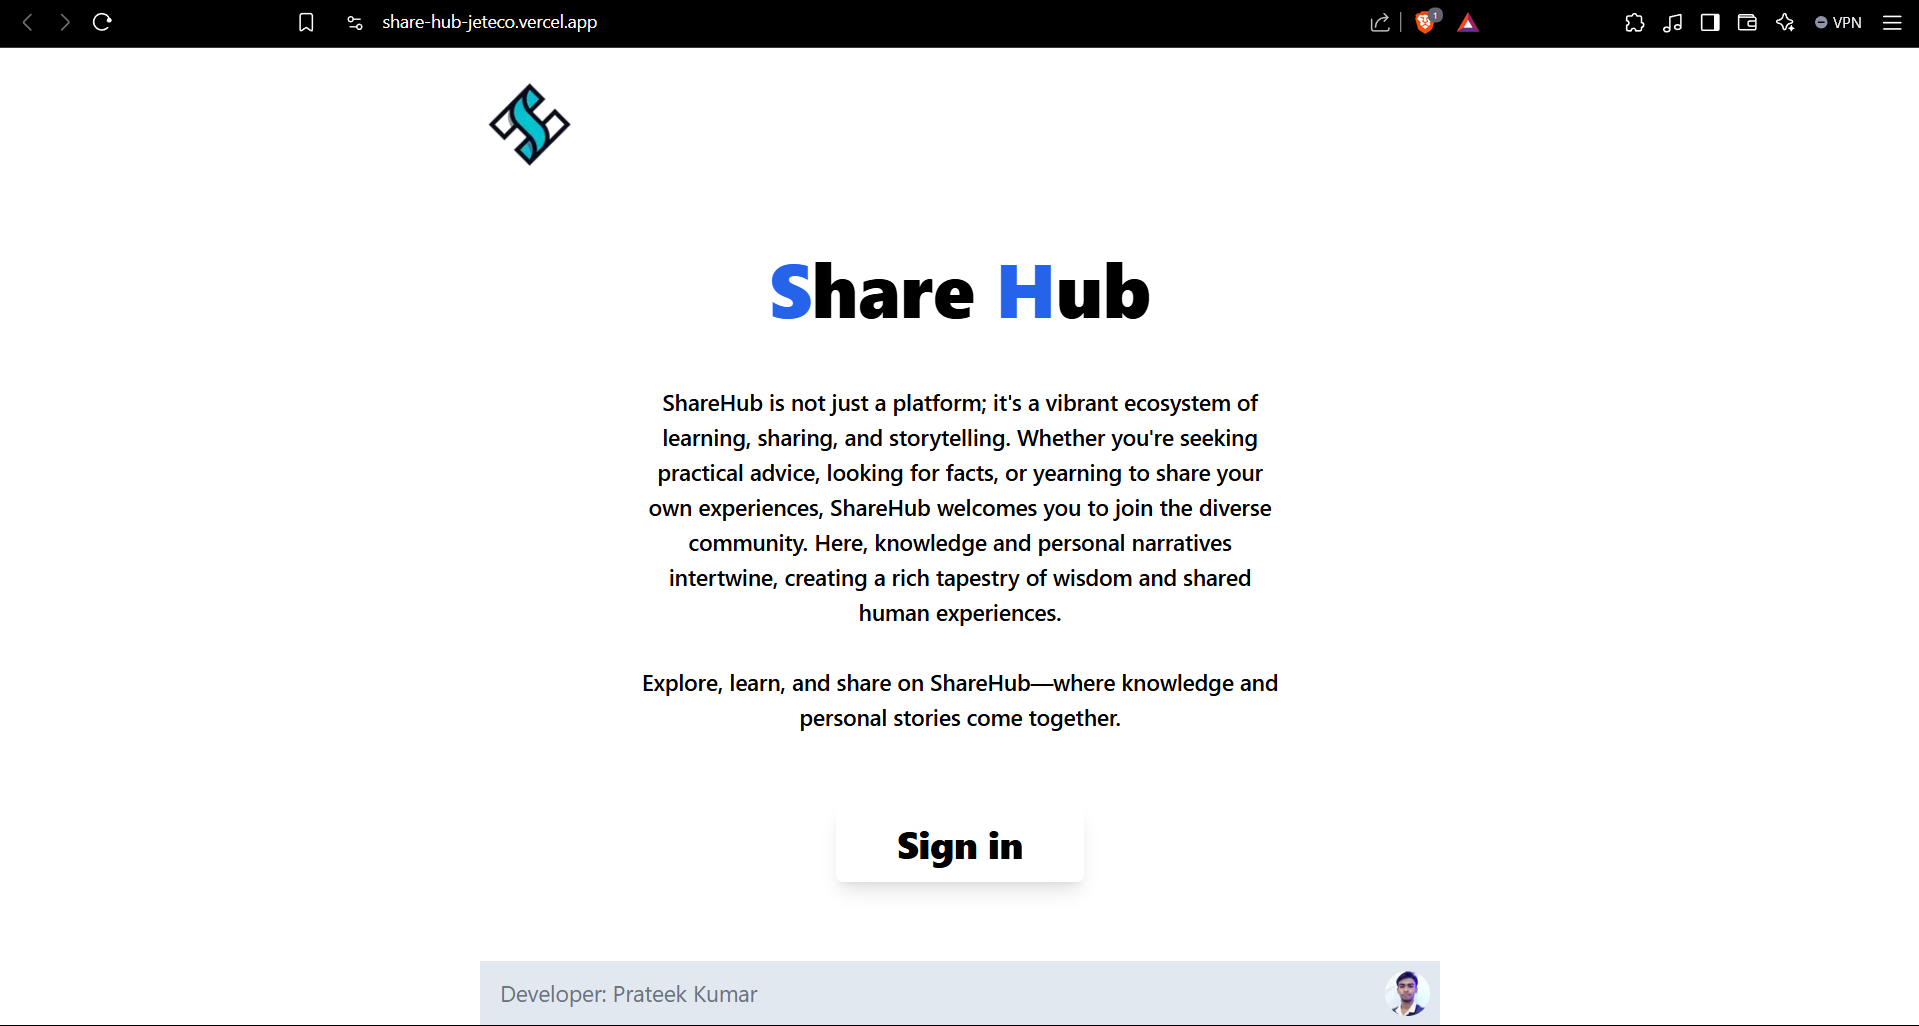 share-hub-jeteco.vercel.app
1
VPN
Share Hub
ShareHub is not just a platform; it's a vibrant ecosystem of
learning, sharing, and storytelling. Whether you're seeking
practical advice, looking for facts, or yearning to share your
own experiences, ShareHub welcomes you to join the diverse
community. Here, knowledge and personal narratives
intertwine, creating a rich tapestry of wisdom and shared
human experiences.
Explore, learn, and share on ShareHub—where knowledge and
personal stories come together.
Sign in
Developer: Prateek Kumar